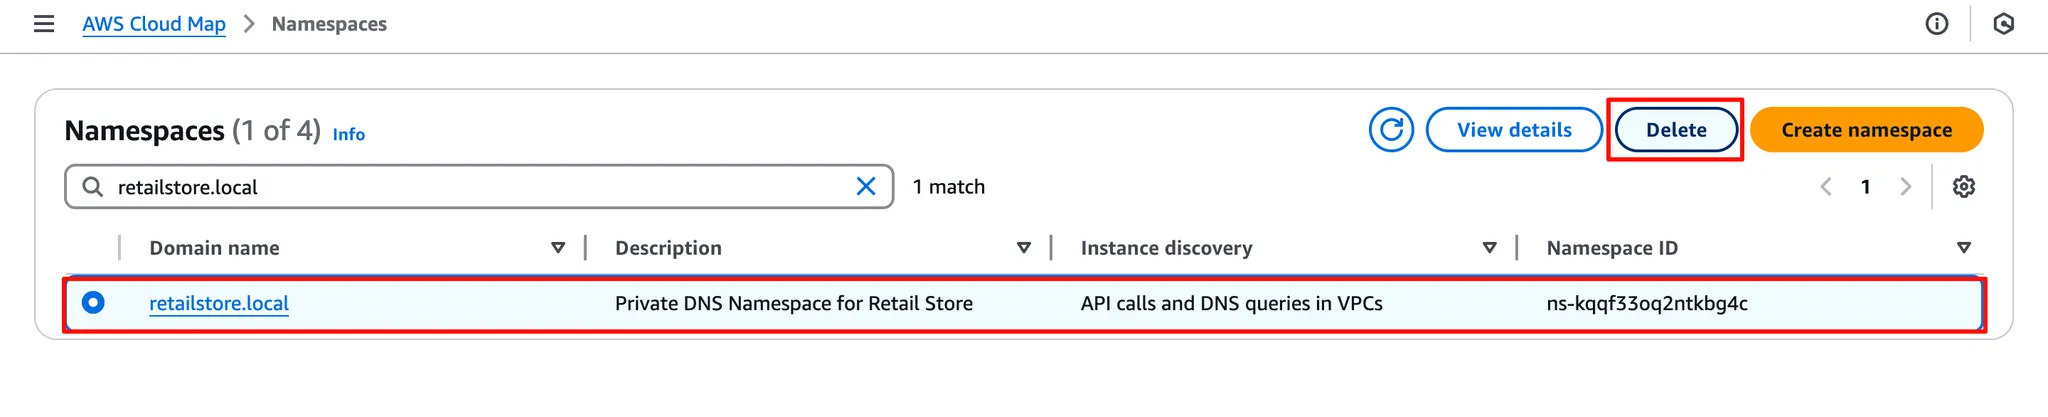 AWS Cloud Map > Namespaces
Namespaces (1 of 4) Info
View details
Delete
Create namespace
retailstore.local
1 match
1
Domain name Description Instance discovery Namespace ID
retailstore.local Private DNS Namespace for Retail Store API calls and DNS queries in VPCs ns-kqqf33oq2ntkbg4c